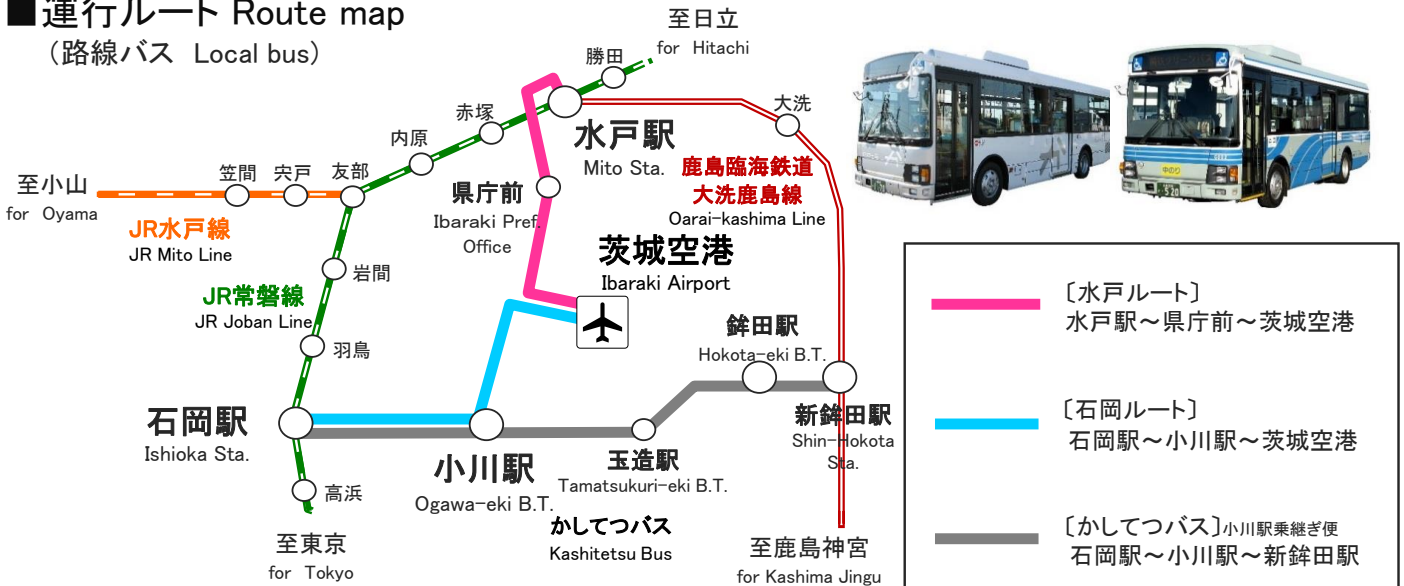 ■運行ルート Route map
（路線バス Local bus）
至日立
for Hitachi
勝田
赤塚
内原
水戸駅
Mito Sta.
大洗
鹿島臨海鉄道
大洗鹿島線
Oarai-kashima Line
至小山
for Oyama
笠間
宍戸
友部
JR水戸線
JR Mito Line
県庁前
Ibaraki Pref.
Office
茨城空港
Ibaraki Airport
岩間
JR常磐線
JR Joban Line
羽鳥
鉾田駅
Hokota-eki B.T.
石岡駅
Ishioka Sta.
新鉾田駅
Shin-Hokota
Sta.
小川駅
Ogawa-eki B.T.
玉造駅
Tamatsukuri-eki B.T.
高浜
かしてつバス
Kashitetsu Bus
至東京
for Tokyo
至鹿島神宮
for Kashima Jingu
中のり
〔水戸ルート〕
水戸駅～県庁前～茨城空港
〔石岡ルート〕
石岡駅～小川駅～茨城空港
〔かしてつバス〕小川駅乗継ぎ便
石岡駅～小川駅～新鉾田駅